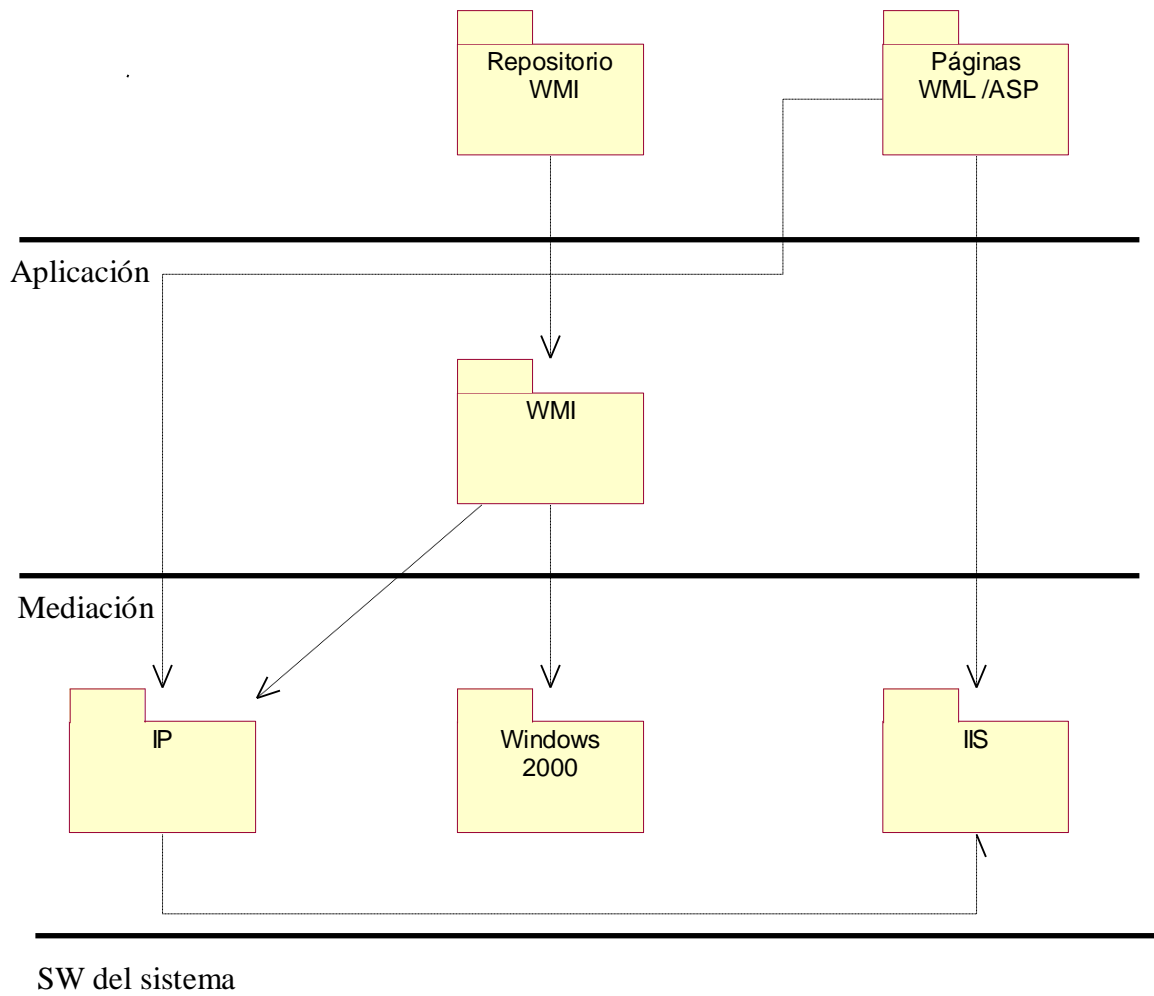 Repositorio
WMI
Páginas
WML /ASP
Aplicación
WMI
Mediación
IP
Windows
2000
IIS
SW del sistema